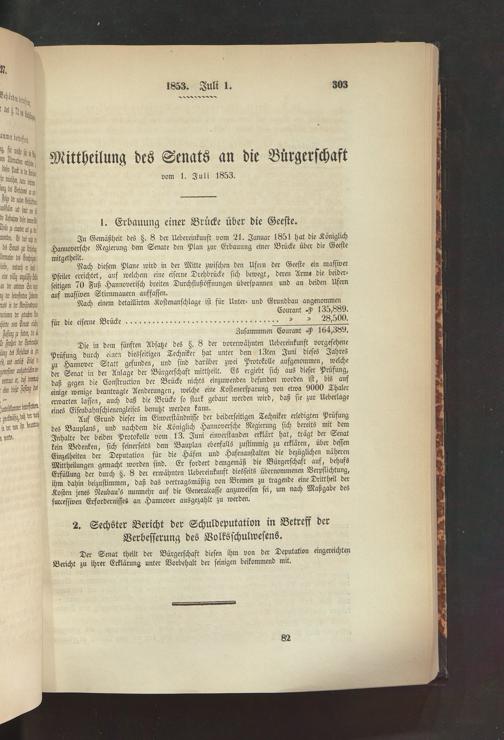 1853. Juli 1. 303
Mittheilung des Senats an die Bürgerschaft
vom 1. Juli 1853.
1. Erbauung einer Brücke über die Geeste.
In Gemäßheit des §. 8 der Uebereinkunft vom 21. Januar 1851 hat die Königlich
Hannoversche Regierung dem Senate den Plan zur Erbauung einer Brücke über die Geeste
mitgetheilt.
Nach diesem Plane wird in der Mitte zwischen den Ufern der Geeste ein massiver
Pfeiler errichtet, auf welchem eine eiserne Drehbrücke sich bewegt, deren Arme die beider-
seitigen 70 Fuß Hannoverisch breiten Durchflußöffnungen überspannen und an beiden Ufern
auf massiven Stirnmauern auffassen.
Nach einem detaillirten Kostenanschlage ist für Unter- und Grundbau angenommen
Courant ₰ 135,889.
für die eiserne Brücke . . . . . . . . . . . . . . . . . . . . . . . . . . . . . . » » 28,500.
Zusammen Courant ₰ 164,389.
Die in dem fünften Absatze des §. 8 der vorerwähnten Uebereinkunft vorgesehene
Prüfung durch einen diesseitigen Techniker hat unter dem 13ten Juni dieses Jahres
zu Hannover Statt gefunden, und sind darüber zwei Protokolle aufgenommen, welche
der Senat in der Anlage der Bürgerschaft mittheilt. Es ergiebt sich aus dieser Prüfung,
daß gegen die Construction der Brücke nichts einzuwenden befunden worden ist, bis auf
einige wenige beantragte Aenderungen, welche eine Kostenersparung von etwa 9000 Thaler
erwarten lassen, auch daß die Brücke so stark gebaut werden wird, daß sie zur Ueberlage
eines Eisenbahnschienengleises benutzt werden kann.
Auf Grund dieser im Einverständnisse der beiderseitigen Techniker erledigten Prüfung
des Bauplans, und nachdem die Königlich Hannoversche Regierung sich bereits mit dem
Inhalte der beiden Protokolle vom 13. Juni einverstanden erklärt hat, trägt der Senat
kein Bedenken, sich seinerseits dem Bauplan ebenfalls zustimmig zu erklären, über dessen
Einzelheiten der Deputation für die Häfen und Hafenanstalten die bezüglichen näheren
Mittheilungen gemacht worden sind. Er fordert demgemäß die Bürgerschaft auf, behufs
Erfüllung der durch §. 8 der erwähnten Uebereinkunft diesseits übernommenen Verpflichtung,
ihm dahin beizustimmen, daß das vertragsmäßig von Bremen zu tragende eine Drittheil der
Kosten jenes Neubau's nunmehr auf die Generalcasse anzuweisen sei, um nach Maßgabe des
successiven Erfordernisses an Hannover ausgezahlt zu werden.
2. Sechster Bericht der Schuldeputation in Betreff der
Verbesserung des Volksschulwesens.
Der Senat theilt der Bürgerschaft diesen ihm von der Deputation eingereichten
Bericht zu ihrer Erklärung unter Vorbehalt der seinigen beikommend mit.
82